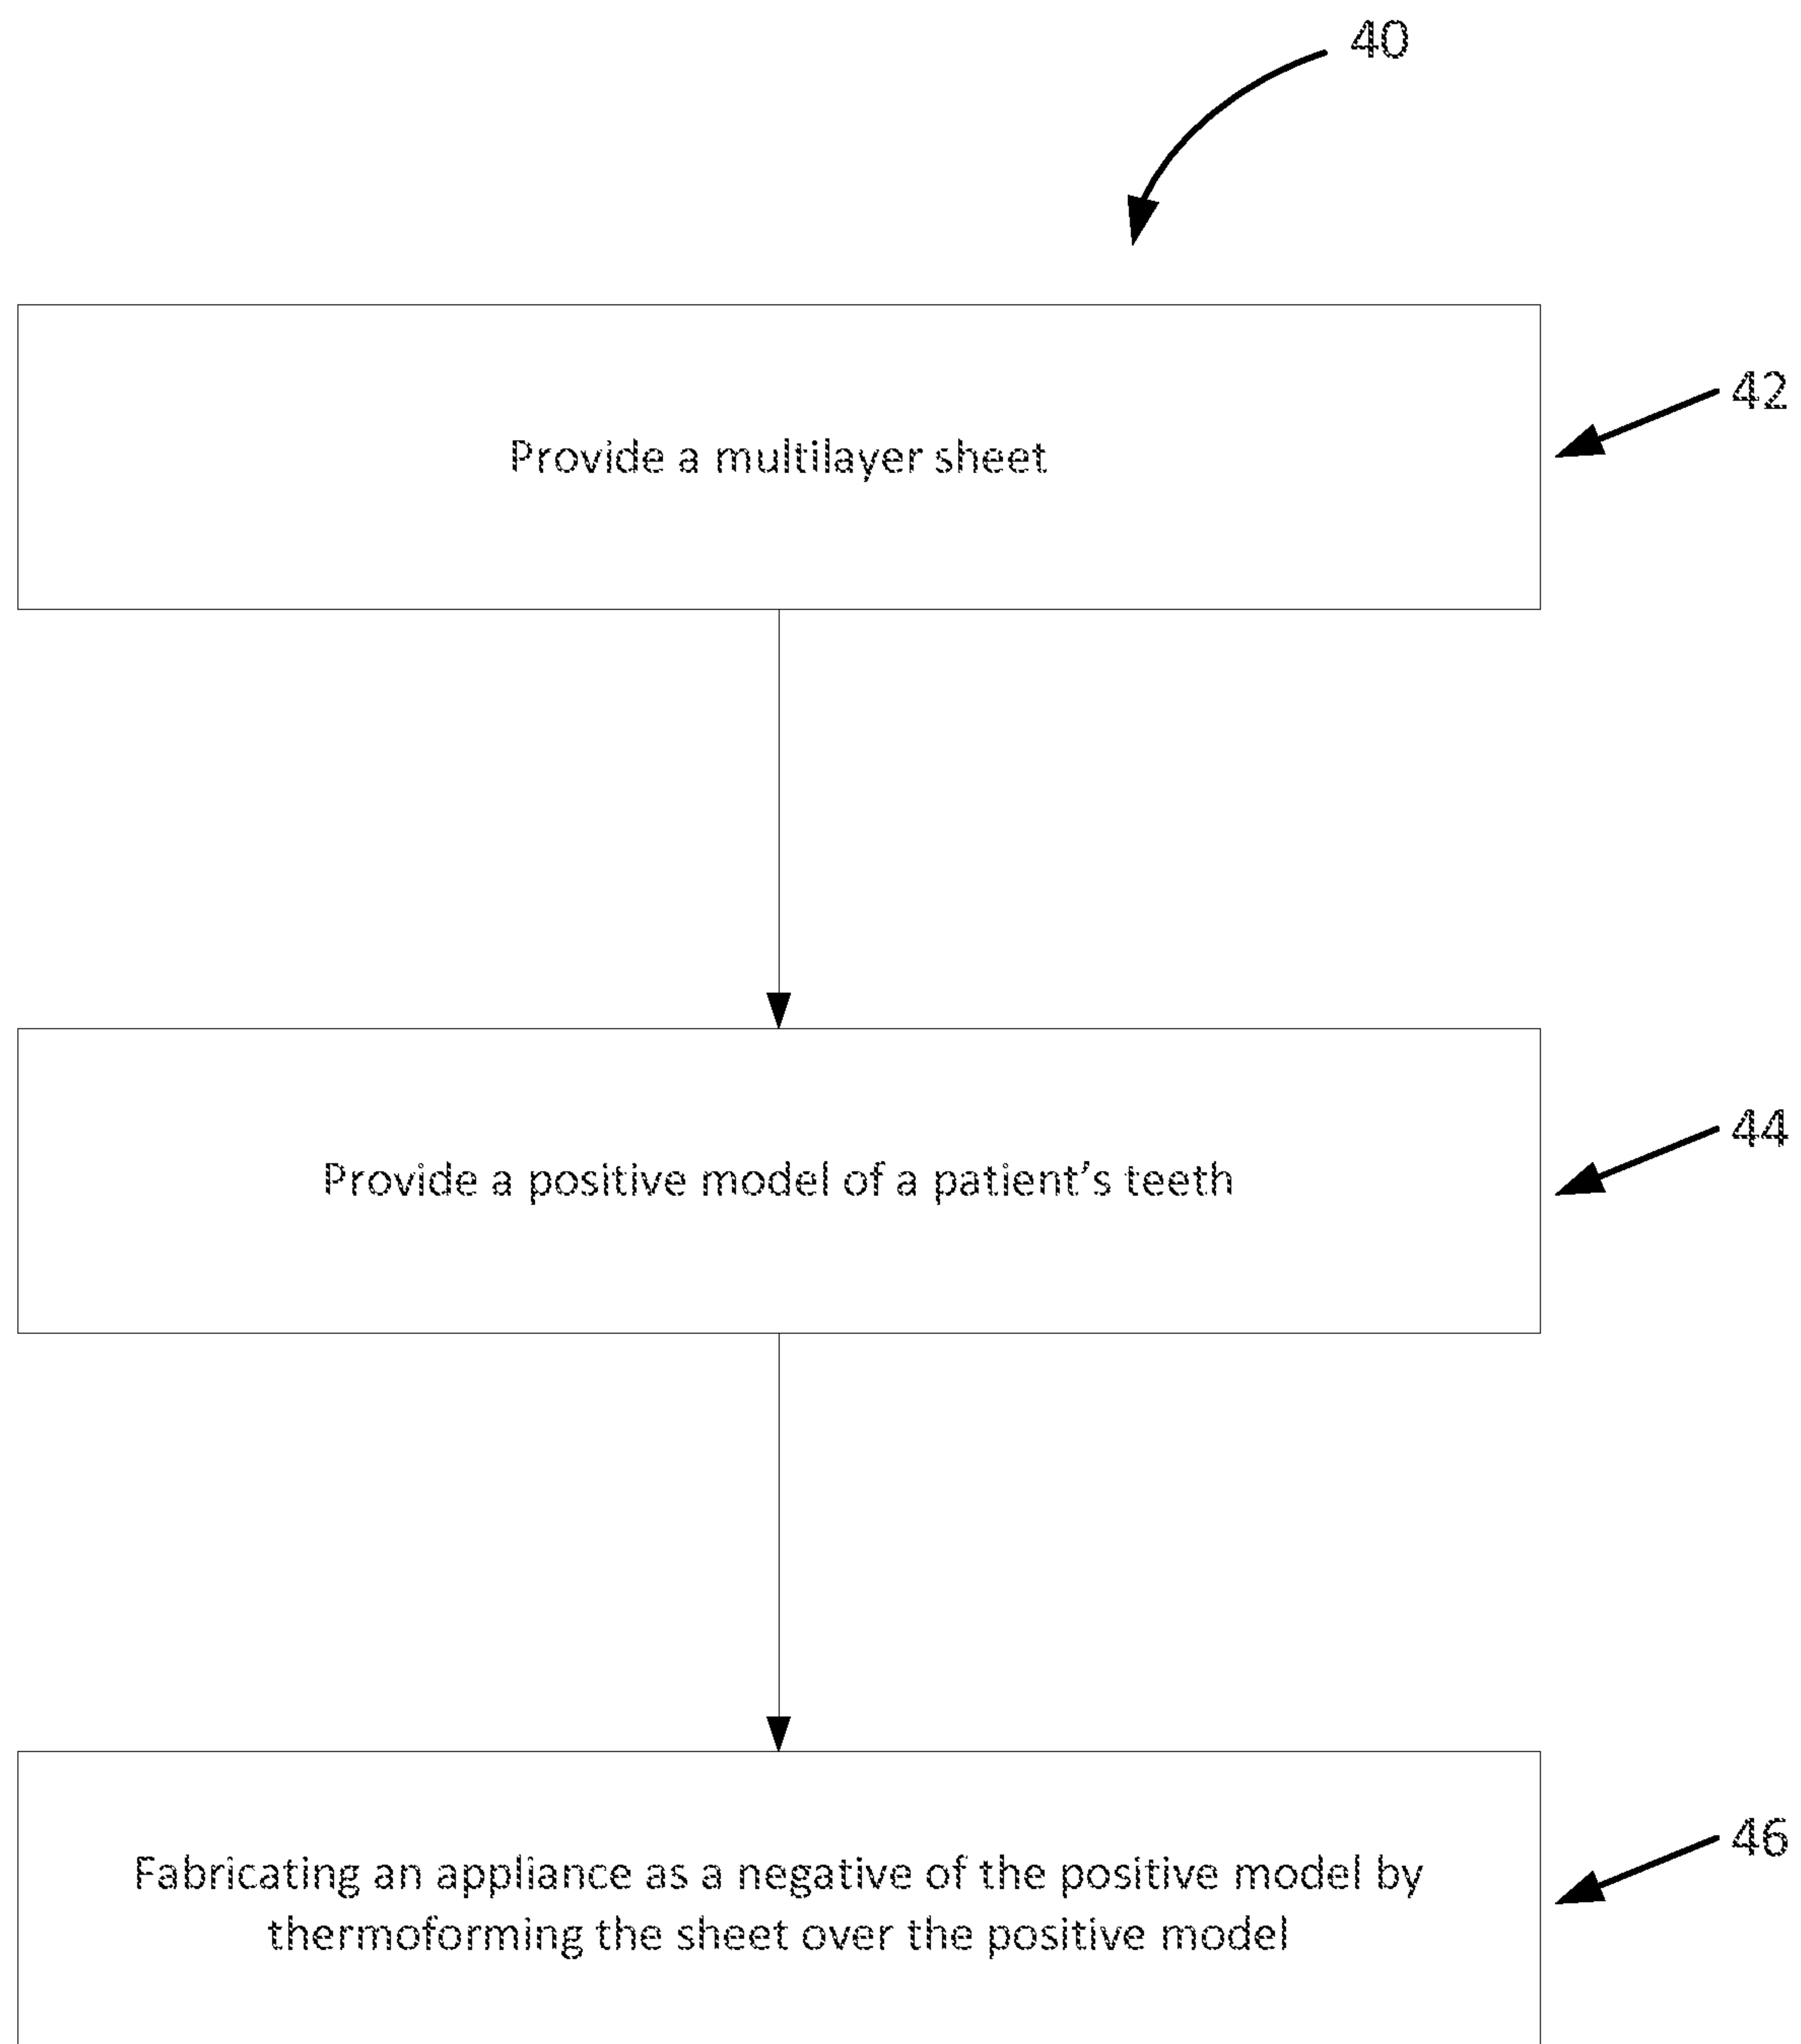 40
Provide a multilayer sheet
42
Provide a positive model of a patient’s teeth
44
Fabricating an appliance as a negative of the positive model by
thermoforming the sheet over the positive model
46